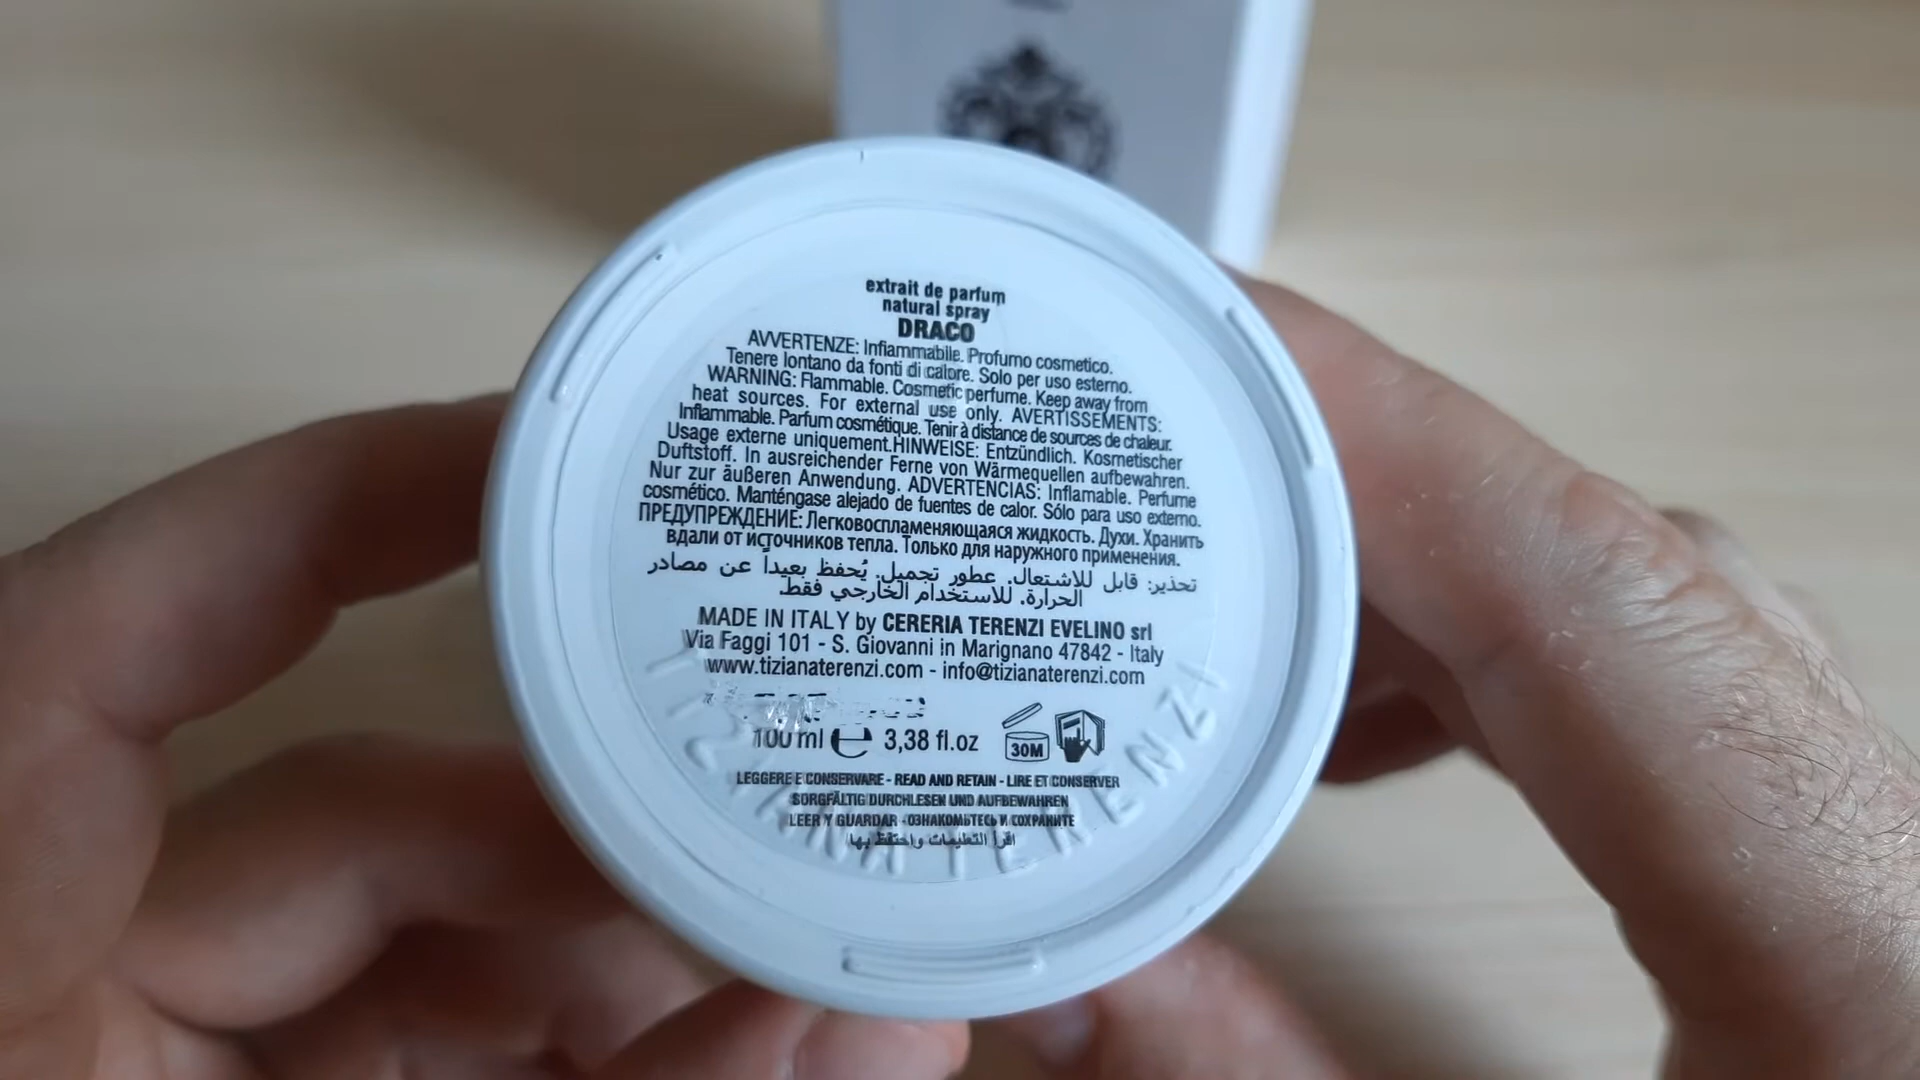 extrait de parfum
natural spray
DRACO
AVVERTENZE: Infiammabile. Profumo cosmetico.
Tenere lontano da fonti di calore. Solo per uso esterno.
WARNING: Flammable. Cosmetic perfume. Keep away from
heat sources. For external use only. AVERTISSEMENTS:
Inflammable. Parfum cosmétique. Tenir à distance de sources de chaleur.
Usage externe uniquement.HINWEISE: Entzündlich. Kosmetischer
Duftstoff. In ausreichender Ferne von Wärmequellen aufbewahren.
Nur zur äußeren Anwendung. ADVERTENCIAS: Inflamable. Perfume
cosmético. Manténgase alejado de fuentes de calor. Sólo para uso externo.
ПРЕДУПРЕЖДЕНИЕ: Легковоспламеняющаяся жидкость. Духи. Хранить
вдали от источников тепла. Только для наружного применения.
تحذير: قابل للاشتعال. عطور تجميل. يُحفظ بعيداً عن مصادر
الحرارة. للاستخدام الخارجي فقط.
MADE IN ITALY by CERERIA TERENZI EVELINO srl
Via Faggi 101 - S. Giovanni in Marignano 47842 - Italy
www.tizianaterenzi.com - info@tizianaterenzi.com
100 ml e 3,38 fl.oz 30M
LEGGERE E CONSERVARE - READ AND RETAIN - LIRE ET CONSERVER
SORGFÄLTIG DURCHLESEN UND AUFBEWAHREN
LEER Y GUARDAR - ОЗНАКОМЬТЕСЬ И СОХРАНИТЕ
اقرأ التعليمات واحتفظ بها
TIZIANA TERENZI